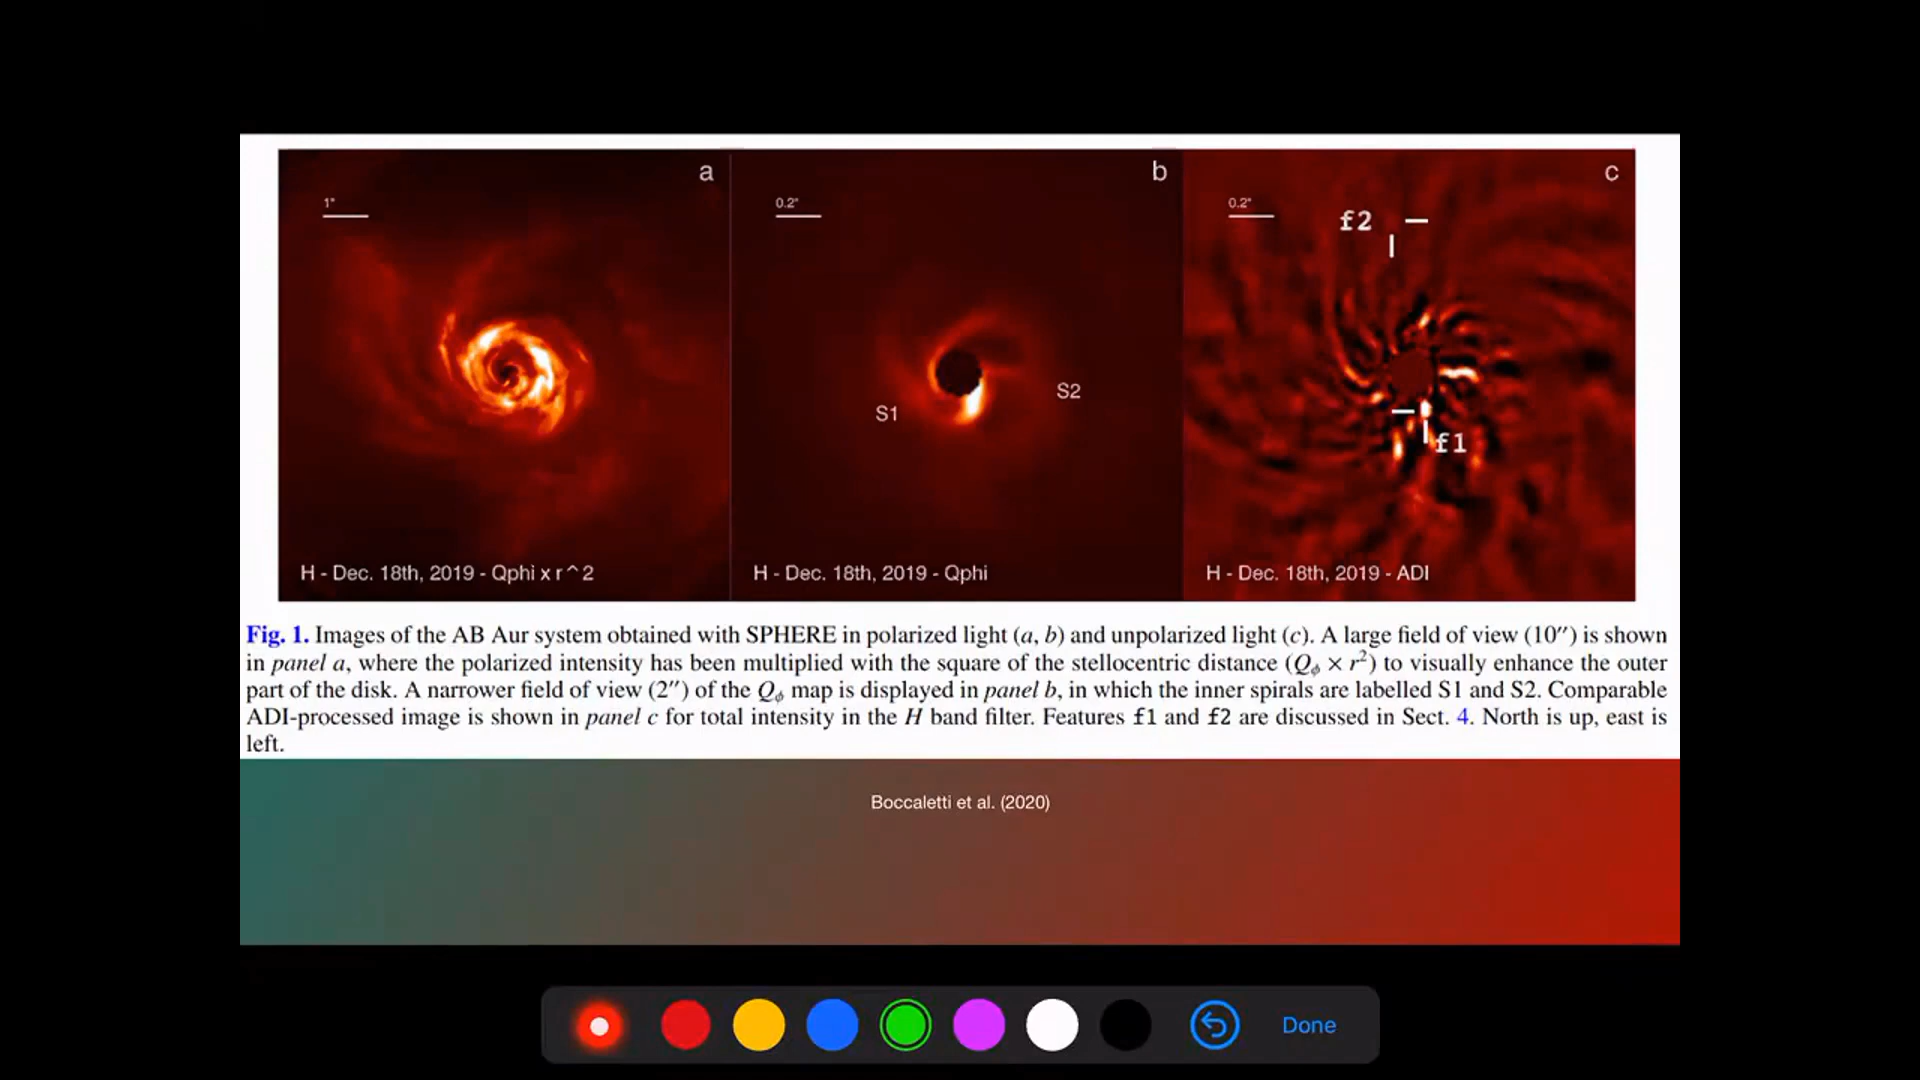 a
1"
H - Dec. 18th, 2019 - Qphi x r^2
b
0.2"
S1
S2
H - Dec. 18th, 2019 - Qphi
c
0.2"
f2
f1
H - Dec. 18th, 2019 - ADI
Fig. 1. Images of the AB Aur system obtained with SPHERE in polarized light (a, b) and unpolarized light (c). A large field of view (10″) is shown
in panel a, where the polarized intensity has been multiplied with the square of the stellocentric distance (Qϕ × r²) to visually enhance the outer
part of the disk. A narrower field of view (2″) of the Qϕ map is displayed in panel b, in which the inner spirals are labelled S1 and S2. Comparable
ADI-processed image is shown in panel c for total intensity in the H band filter. Features f1 and f2 are discussed in Sect. 4. North is up, east is
left.
Boccaletti et al. (2020)
Done